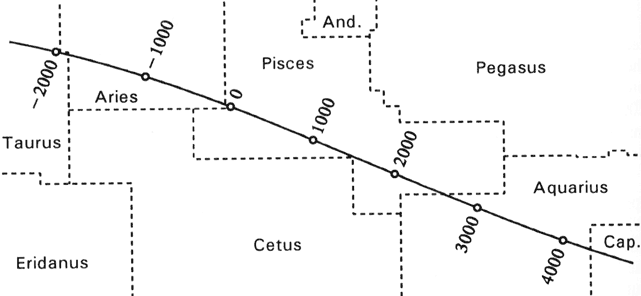 And.
−1000
Pisces
Pegasus
−2000
Aries
0
1000
Taurus
2000
Aquarius
3000
Cetus
4000
Cap.
Eridanus